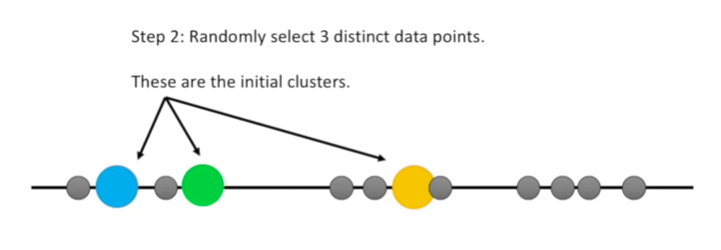 Step 2: Randomly select 3 distinct data points.
These are the initial clusters.